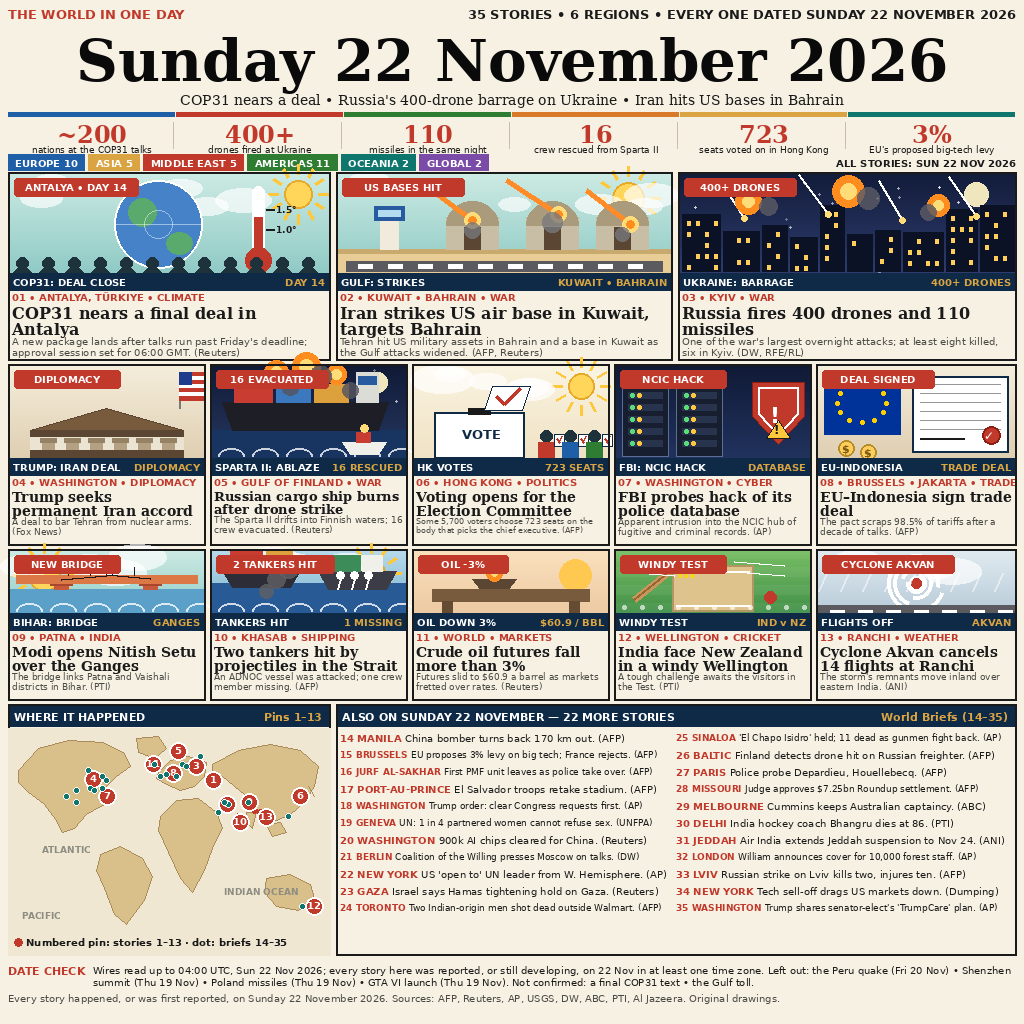 THE WORLD IN ONE DAY
35 STORIES • 6 REGIONS • EVERY ONE DATED SUNDAY 22 NOVEMBER 2026
Sunday 22 November 2026
COP31 nears a deal • Russia's 400-drone barrage on Ukraine • Iran hits US bases in Bahrain
~200
nations at the COP31 talks
400+
drones fired at Ukraine
110
missiles in the same night
16
crew rescued from Sparta II
723
seats voted on in Hong Kong
3%
EU's proposed big-tech levy
EUROPE 10
ASIA 5
MIDDLE EAST 5
AMERICAS 11
OCEANIA 2
GLOBAL 2
ALL STORIES: SUN 22 NOV 2026
ANTALYA • DAY 14
1.5°
1.0°
COP31: DEAL CLOSE
DAY 14
01 • ANTALYA, TÜRKIYE • CLIMATE
COP31 nears a final deal in
Antalya
A new package lands after talks run past Friday's deadline;
approval session set for 06:00 GMT. (Reuters)
US BASES HIT
GULF: STRIKES
KUWAIT • BAHRAIN
02 • KUWAIT • BAHRAIN • WAR
Iran strikes US air base in Kuwait,
targets Bahrain
Tehran hit US military assets in Bahrain and a base in Kuwait as
the Gulf attacks widened. (AFP, Reuters)
400+ DRONES
UKRAINE: BARRAGE
400+ DRONES
03 • KYIV • WAR
Russia fires 400 drones and 110
missiles
One of the war's largest overnight attacks; at least eight killed,
six in Kyiv. (DW, RFE/RL)
DIPLOMACY
TRUMP: IRAN DEAL
DIPLOMACY
04 • WASHINGTON • DIPLOMACY
Trump seeks
permanent Iran accord
A deal to bar Tehran from nuclear arms.
(Fox News)
16 EVACUATED
SPARTA II: ABLAZE
16 RESCUED
05 • GULF OF FINLAND • WAR
Russian cargo ship burns
after drone strike
The Sparta II drifts into Finnish waters; 16
crew evacuated. (Reuters)
VOTE
HK VOTES
723 SEATS
06 • HONG KONG • POLITICS
Voting opens for the
Election Committee
Some 5,700 voters choose 723 seats on the
body that picks the chief executive. (AFP)
NCIC HACK
!
!
FBI: NCIC HACK
DATABASE
07 • WASHINGTON • CYBER
FBI probes hack of its
police database
Apparent intrusion into the NCIC hub of
fugitive and criminal records. (AP)
DEAL SIGNED
$
$
EU-INDONESIA
TRADE DEAL
08 • BRUSSELS • JAKARTA • TRADE
EU–Indonesia sign trade
deal
The pact scraps 98.5% of tariffs after a
decade of talks. (AFP)
NEW BRIDGE
BIHAR: BRIDGE
GANGES
09 • PATNA • INDIA
Modi opens Nitish Setu
over the Ganges
The bridge links Patna and Vaishali
districts in Bihar. (PTI)
2 TANKERS HIT
TANKERS HIT
1 MISSING
10 • KHASAB • SHIPPING
Two tankers hit by
projectiles in the Strait
An ADNOC vessel was attacked; one crew
member missing. (AFP)
OIL -3%
OIL DOWN 3%
$60.9 / BBL
11 • WORLD • MARKETS
Crude oil futures fall
more than 3%
Futures slid to $60.9 a barrel as markets
fretted over rates. (Reuters)
WINDY TEST
WINDY TEST
IND v NZ
12 • WELLINGTON • CRICKET
India face New Zealand
in a windy Wellington
A tough challenge awaits the visitors in
the Test. (PTI)
CYCLONE AKVAN
FLIGHTS OFF
AKVAN
13 • RANCHI • WEATHER
Cyclone Akvan cancels
14 flights at Ranchi
The storm's remnants move inland over
eastern India. (ANI)
WHERE IT HAPPENED
Pins 1–13
5
3
4
7
1
6
10
13
12
ATLANTIC
INDIAN OCEAN
PACIFIC
Numbered pin: stories 1–13 · dot: briefs 14–35
ALSO ON SUNDAY 22 NOVEMBER — 22 MORE STORIES
World Briefs (14–35)
14 MANILA China bomber turns back 170 km out. (AFP)
15 BRUSSELS EU proposes 3% levy on big tech; France rejects. (AFP)
16 JURF AL-SAKHAR First PMF unit leaves as police take over. (AFP)
17 PORT-AU-PRINCE El Salvador troops retake stadium. (AFP)
18 WASHINGTON Trump order: clear Congress requests first. (AP)
19 GENEVA UN: 1 in 4 partnered women cannot refuse sex. (UNFPA)
20 WASHINGTON 900k AI chips cleared for China. (Reuters)
21 BERLIN Coalition of the Willing presses Moscow on talks. (DW)
22 NEW YORK US 'open to' UN leader from W. Hemisphere. (AP)
23 GAZA Israel says Hamas tightening hold on Gaza. (Reuters)
24 TORONTO Two Indian-origin men shot dead outside Walmart. (AFP)
25 SINALOA 'El Chapo Isidro' held; 11 dead as gunmen fight back. (AP)
26 BALTIC Finland detects drone hit on Russian freighter. (AFP)
27 PARIS Police probe Depardieu, Houellebecq. (AFP)
28 MISSOURI Judge approves $7.25bn Roundup settlement. (AFP)
29 MELBOURNE Cummins keeps Australian captaincy. (ABC)
30 DELHI India hockey coach Bhangru dies at 86. (PTI)
31 JEDDAH Air India extends Jeddah suspension to Nov 24. (ANI)
32 LONDON William announces cover for 10,000 forest staff. (AP)
33 LVIV Russian strike on Lviv kills two, injures ten. (AFP)
34 NEW YORK Tech sell-off drags US markets down. (Dumping)
35 WASHINGTON Trump shares senator-elect's 'TrumpCare' plan. (AP)
DATE CHECK
Wires read up to 04:00 UTC, Sun 22 Nov 2026; every story here was reported, or still developing, on 22 Nov in at least one time zone. Left out: the Peru quake (Fri 20 Nov) • Shenzhen
summit (Thu 19 Nov) • Poland missiles (Thu 19 Nov) • GTA VI launch (Thu 19 Nov). Not confirmed: a final COP31 text • the Gulf toll.
Every story happened, or was first reported, on Sunday 22 November 2026. Sources: AFP, Reuters, AP, USGS, DW, ABC, PTI, Al Jazeera. Original drawings.